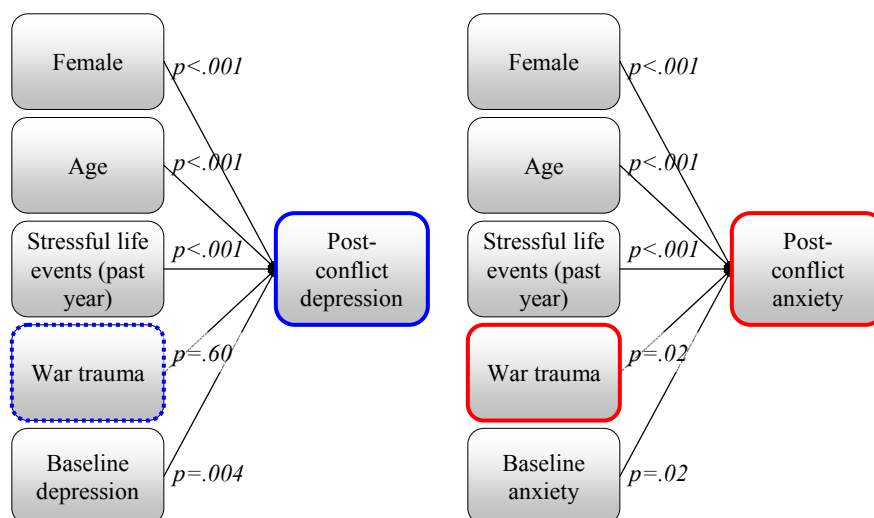 Female
p<.001
Age
p<.001
Stressful life
events (past
year)
p<.001
Post-
conflict
depression
War trauma
p=.60
Baseline
depression
p=.004
Female
p<.001
Age
p<.001
Stressful life
events (past
year)
p<.001
Post-
conflict
anxiety
War trauma
p=.02
Baseline
anxiety
p=.02